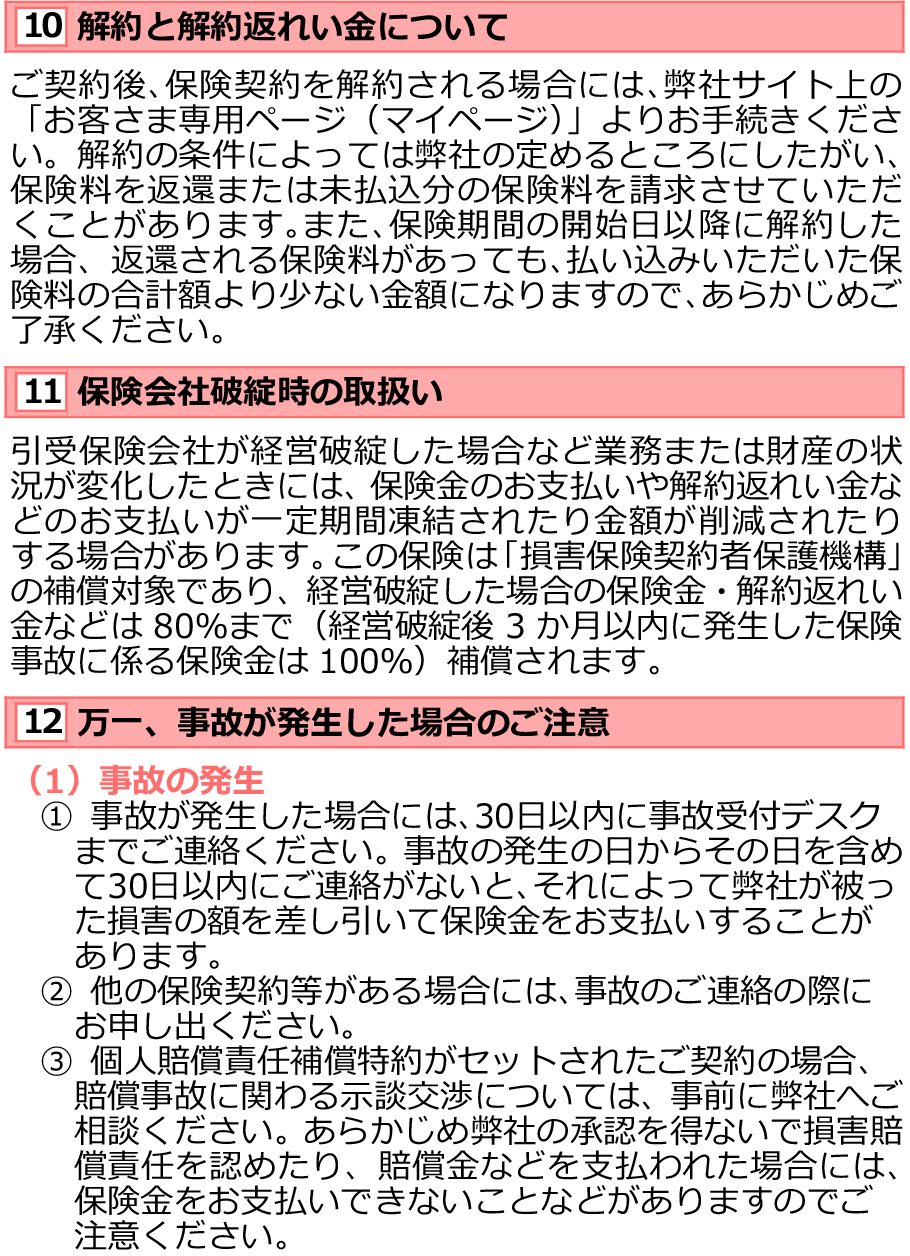 10 解約と解約返れい金について
ご契約後、保険契約を解約される場合には、弊社サイト上の
「お客さま専用ページ（マイページ）」よりお手続きくださ
い。解約の条件によっては弊社の定めるところにしたがい、
保険料を返還または未払込分の保険料を請求させていただ
くことがあります。また、保険期間の開始日以降に解約した
場合、返還される保険料があっても、払い込みいただいた保
険料の合計額より少ない金額になりますので、あらかじめご
了承ください。
11 保険会社破綻時の取扱い
引受保険会社が経営破綻した場合など業務または財産の状
況が変化したときには、保険金のお支払いや解約返れい金な
どのお支払いが一定期間凍結されたり金額が削減されたり
する場合があります。この保険は「損害保険契約者保護機構」
の補償対象であり、経営破綻した場合の保険金・解約返れい
金などは 80％まで（経営破綻後 3 か月以内に発生した保険
事故に係る保険金は 100％）補償されます。
12 万一、事故が発生した場合のご注意
（1）事故の発生
① 事故が発生した場合には、30日以内に事故受付デスク
までご連絡ください。事故の発生の日からその日を含め
て30日以内にご連絡がないと、それによって弊社が被っ
た損害の額を差し引いて保険金をお支払いすることが
あります。
② 他の保険契約等がある場合には、事故のご連絡の際に
お申し出ください。
③ 個人賠償責任補償特約がセットされたご契約の場合、
賠償事故に関わる示談交渉については、事前に弊社へご
相談ください。あらかじめ弊社の承認を得ないで損害賠
償責任を認めたり、賠償金などを支払われた場合には、
保険金をお支払いできないことなどがありますのでご
注意ください。